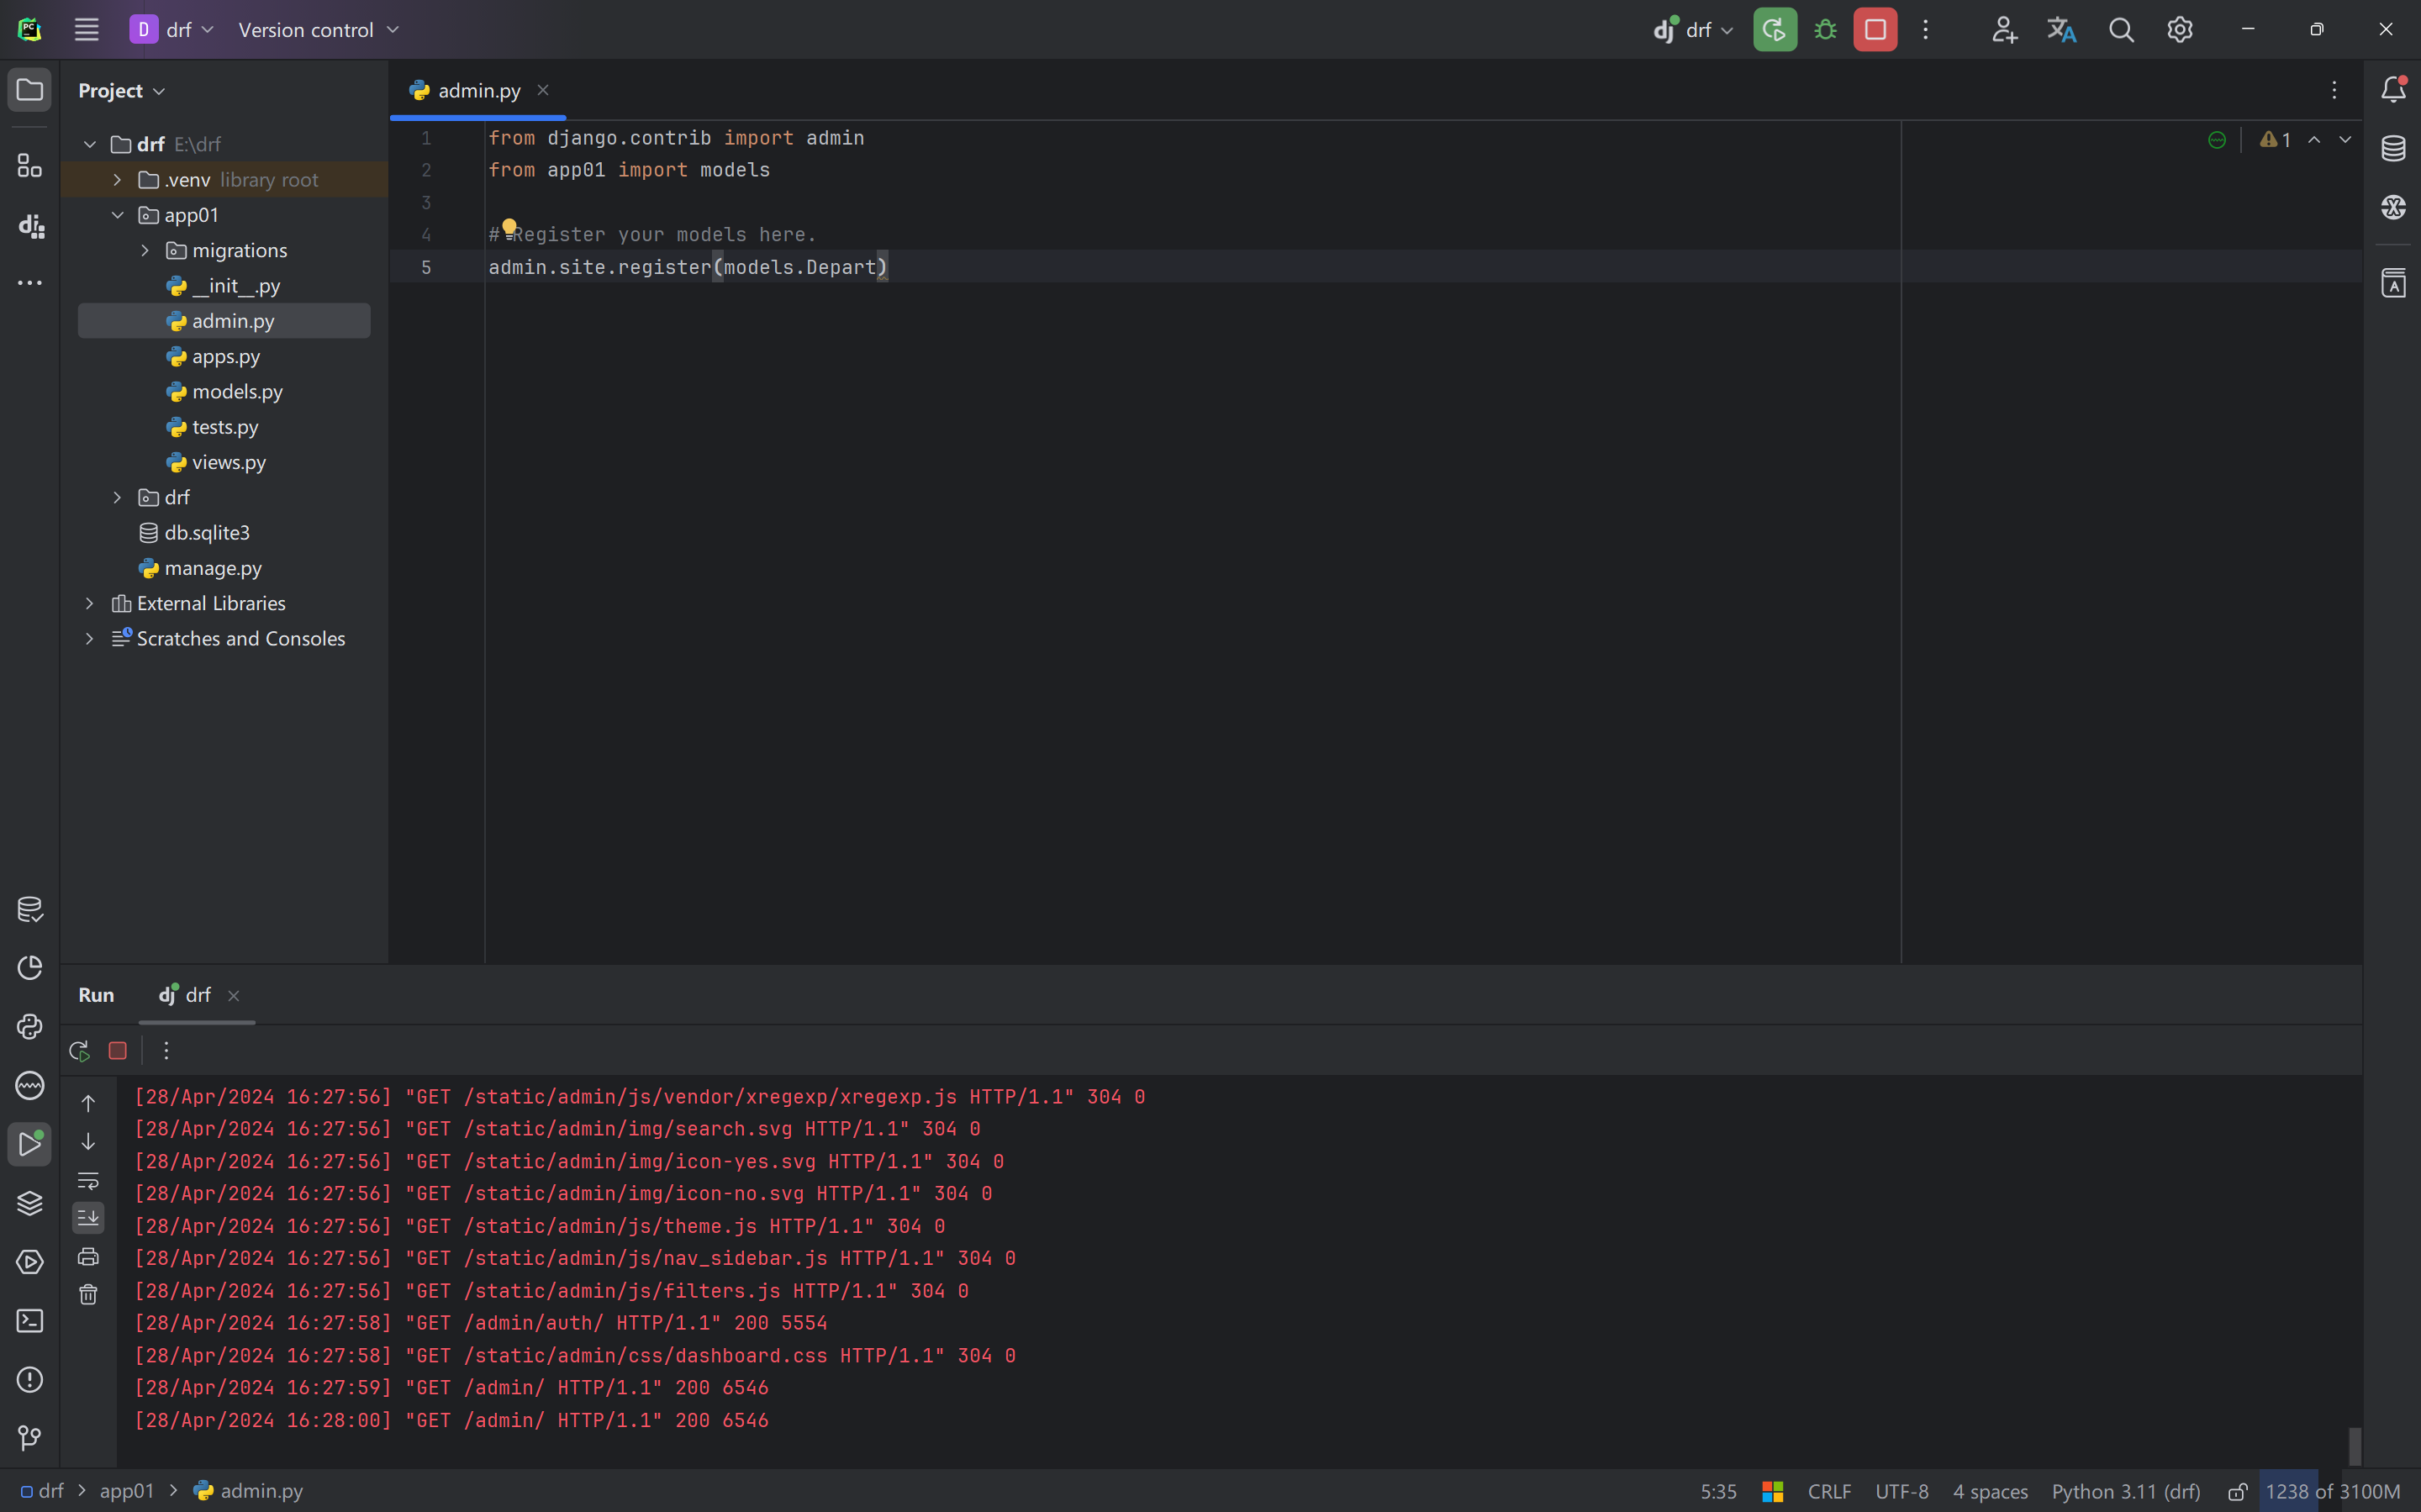 D drf Version control
dj drf
Project
drf E:\drf
.venv library root
app01
migrations
__init__.py
admin.py
apps.py
models.py
tests.py
views.py
drf
db.sqlite3
manage.py
External Libraries
Scratches and Consoles
admin.py
1 from django.contrib import admin
2 from app01 import models
3
4 # Register your models here.
5 admin.site.register(models.Depart)
1
Run dj drf
[28/Apr/2024 16:27:56] "GET /static/admin/js/vendor/xregexp/xregexp.js HTTP/1.1" 304 0
[28/Apr/2024 16:27:56] "GET /static/admin/img/search.svg HTTP/1.1" 304 0
[28/Apr/2024 16:27:56] "GET /static/admin/img/icon-yes.svg HTTP/1.1" 304 0
[28/Apr/2024 16:27:56] "GET /static/admin/img/icon-no.svg HTTP/1.1" 304 0
[28/Apr/2024 16:27:56] "GET /static/admin/js/theme.js HTTP/1.1" 304 0
[28/Apr/2024 16:27:56] "GET /static/admin/js/nav_sidebar.js HTTP/1.1" 304 0
[28/Apr/2024 16:27:56] "GET /static/admin/js/filters.js HTTP/1.1" 304 0
[28/Apr/2024 16:27:58] "GET /admin/auth/ HTTP/1.1" 200 5554
[28/Apr/2024 16:27:58] "GET /static/admin/css/dashboard.css HTTP/1.1" 304 0
[28/Apr/2024 16:27:59] "GET /admin/ HTTP/1.1" 200 6546
[28/Apr/2024 16:28:00] "GET /admin/ HTTP/1.1" 200 6546
drf > app01 > admin.py
5:35 CRLF UTF-8 4 spaces Python 3.11 (drf) 1238 of 3100M